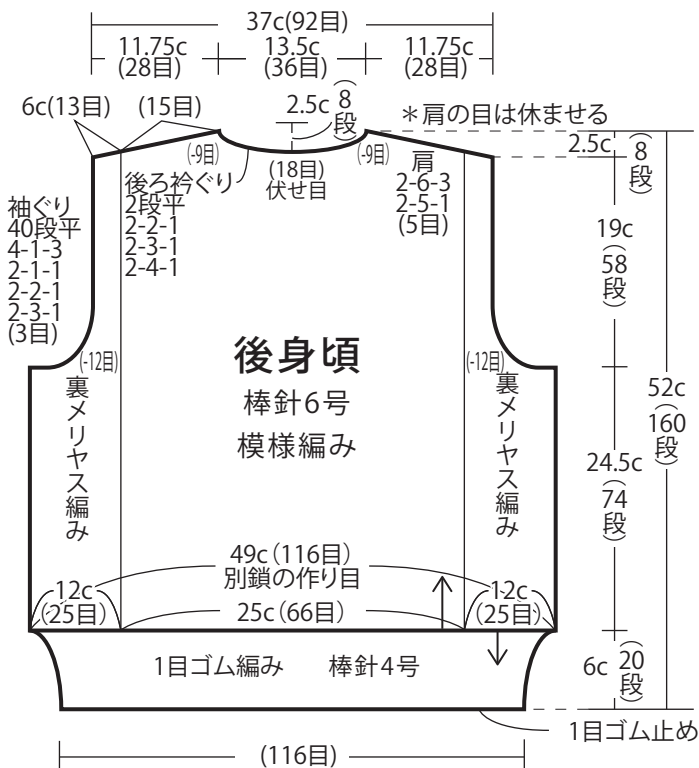 37c(92目)
11.75c
(28目)
13.5c
(36目)
11.75c
(28目)
6c(13目)
(15目)
2.5c(8段)
＊肩の目は休ませる
2.5c
(8段)
(-9目)
(18目)
伏せ目
(-9目)
後ろ衿ぐり
2段平
2-2-1
2-3-1
2-4-1
肩
2-6-3
2-5-1
(5目)
袖ぐり
40段平
4-1-3
2-1-1
2-2-1
2-3-1
(3目)
19c
(58段)
(-12目)
(-12目)
後身頃
棒針6号
模様編み
裏メリヤス編み
裏メリヤス編み
52c
(160段)
24.5c
(74段)
49c(116目)
別鎖の作り目
12c
(25目)
25c(66目)
12c
(25目)
1目ゴム編み 棒針4号
6c
(20段)
1目ゴム止め
(116目)